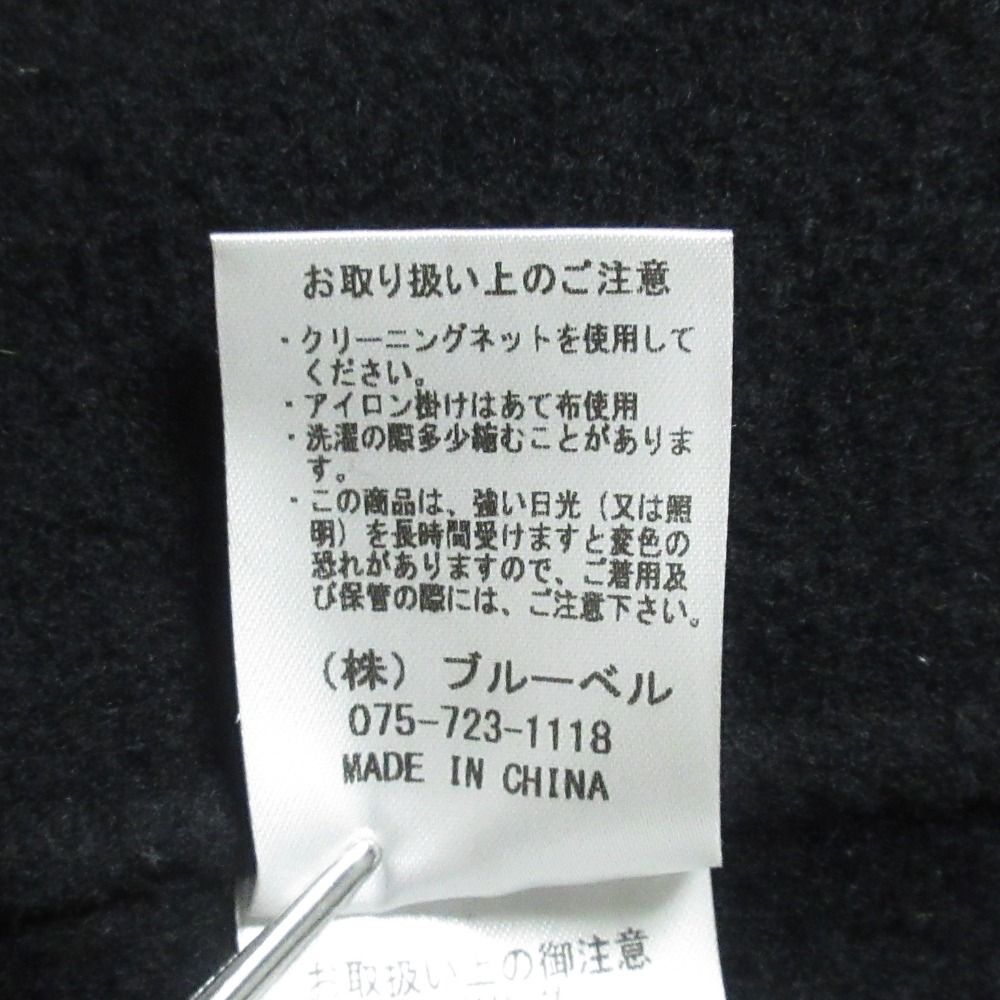 お取り扱い上のご注意
・クリーニングネットを使用して
ください。
・アイロン掛けはあて布使用
・洗濯の際多少縮むことがありま
す。
・この商品は、強い日光（又は照
明）を長時間受けますと変色の
恐れがありますので、ご着用及
び保管の際には、ご注意下さい。
（株）ブルーベル
075-723-1118
MADE IN CHINA
お取扱い上の御注意